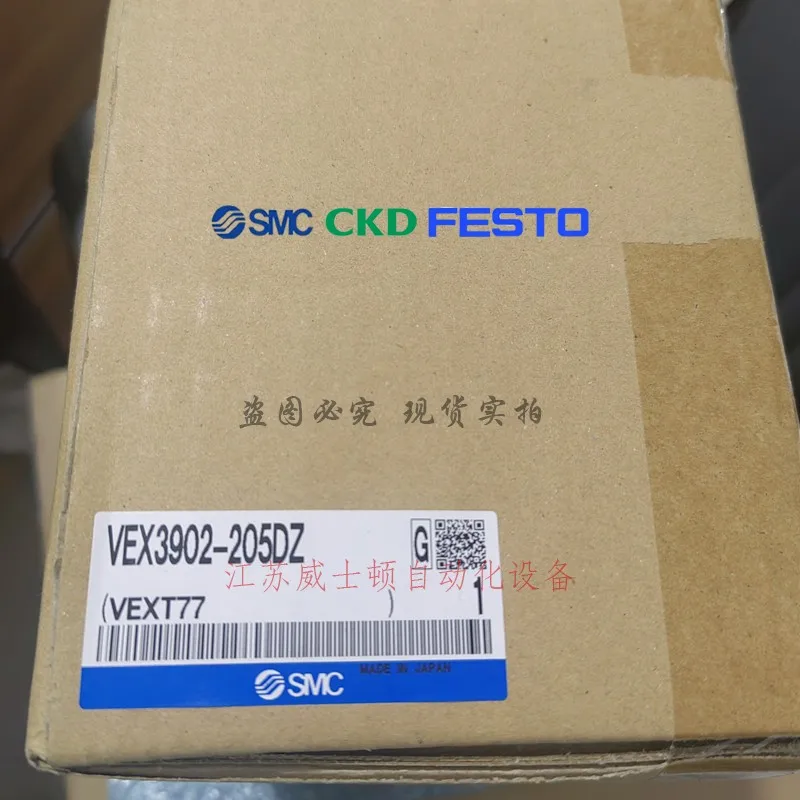 SMC CKD FESTO
盗图必究 现货实拍
VEX3902-205DZ G
江苏威士顿自动化设备
(VEXT77 ) 1
SMC MADE IN JAPAN